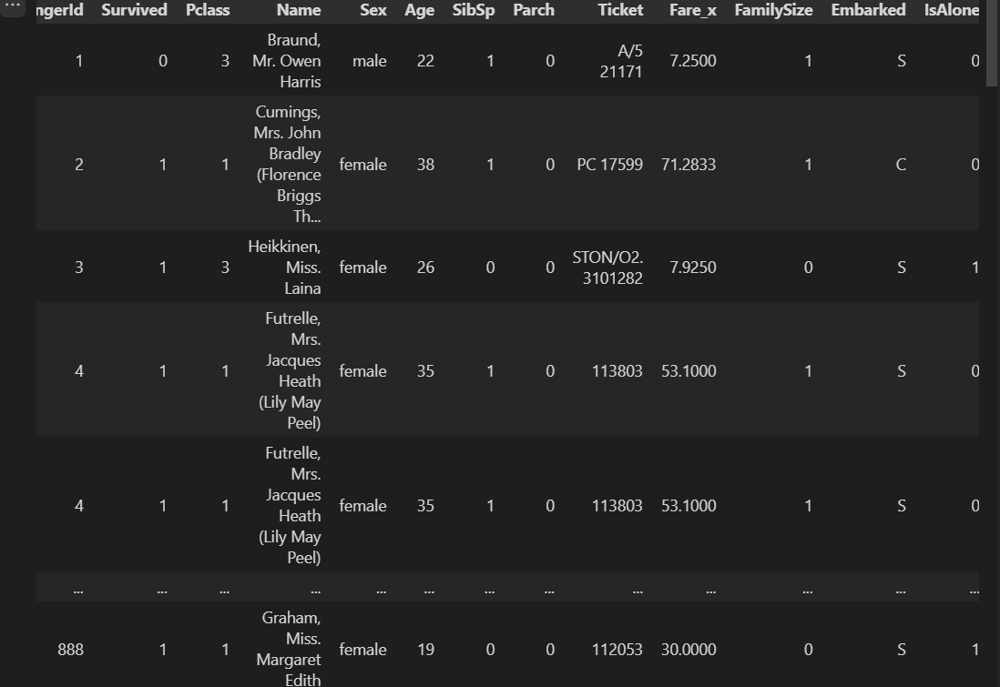 ... ngerId Survived Pclass Name Sex Age SibSp Parch Ticket Fare_x FamilySize Embarked IsAlone
Braund,
1 0 3 Mr. Owen male 22 1 0 A/5 7.2500 1 S 0
Harris 21171
Cumings,
Mrs. John
2 1 1 Bradley female 38 1 0 PC 17599 71.2833 1 C 0
(Florence
Briggs
Th...
Heikkinen,
3 1 3 Miss. female 26 0 0 STON/O2. 7.9250 0 S 1
Laina 3101282
Futrelle,
Mrs.
4 1 1 Jacques female 35 1 0 113803 53.1000 1 S 0
Heath
(Lily May
Peel)
Futrelle,
Mrs.
4 1 1 Jacques female 35 1 0 113803 53.1000 1 S 0
Heath
(Lily May
Peel)
... ... ... ... ... ... ... ... ... ... ... ... ...
Graham,
888 1 1 Miss. female 19 0 0 112053 30.0000 0 S 1
Margaret
Edith